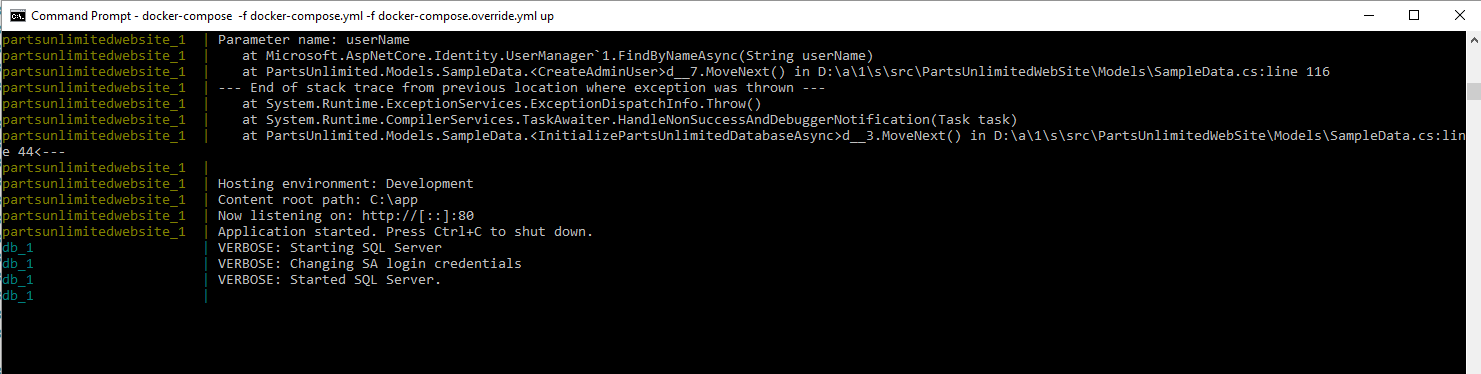 Command Prompt - docker-compose  -f docker-compose.yml -f docker-compose.override.yml up
partsunlimitedwebsite_1  | Parameter name: userName
partsunlimitedwebsite_1  |    at Microsoft.AspNetCore.Identity.UserManager`1.FindByNameAsync(String userName)
partsunlimitedwebsite_1  |    at PartsUnlimited.Models.SampleData.<CreateAdminUser>d__7.MoveNext() in D:\a\1\s\src\PartsUnlimitedWebSite\Models\SampleData.cs:line 116
partsunlimitedwebsite_1  | --- End of stack trace from previous location where exception was thrown ---
partsunlimitedwebsite_1  |    at System.Runtime.ExceptionServices.ExceptionDispatchInfo.Throw()
partsunlimitedwebsite_1  |    at System.Runtime.CompilerServices.TaskAwaiter.HandleNonSuccessAndDebuggerNotification(Task task)
partsunlimitedwebsite_1  |    at PartsUnlimited.Models.SampleData.<InitializePartsUnlimitedDatabaseAsync>d__3.MoveNext() in D:\a\1\s\src\PartsUnlimitedWebSite\Models\SampleData.cs:lin
e 44<---
partsunlimitedwebsite_1  |
partsunlimitedwebsite_1  | Hosting environment: Development
partsunlimitedwebsite_1  | Content root path: C:\app
partsunlimitedwebsite_1  | Now listening on: http://[::]:80
partsunlimitedwebsite_1  | Application started. Press Ctrl+C to shut down.
db_1                     | VERBOSE: Starting SQL Server
db_1                     | VERBOSE: Changing SA login credentials
db_1                     | VERBOSE: Started SQL Server.
db_1                     |